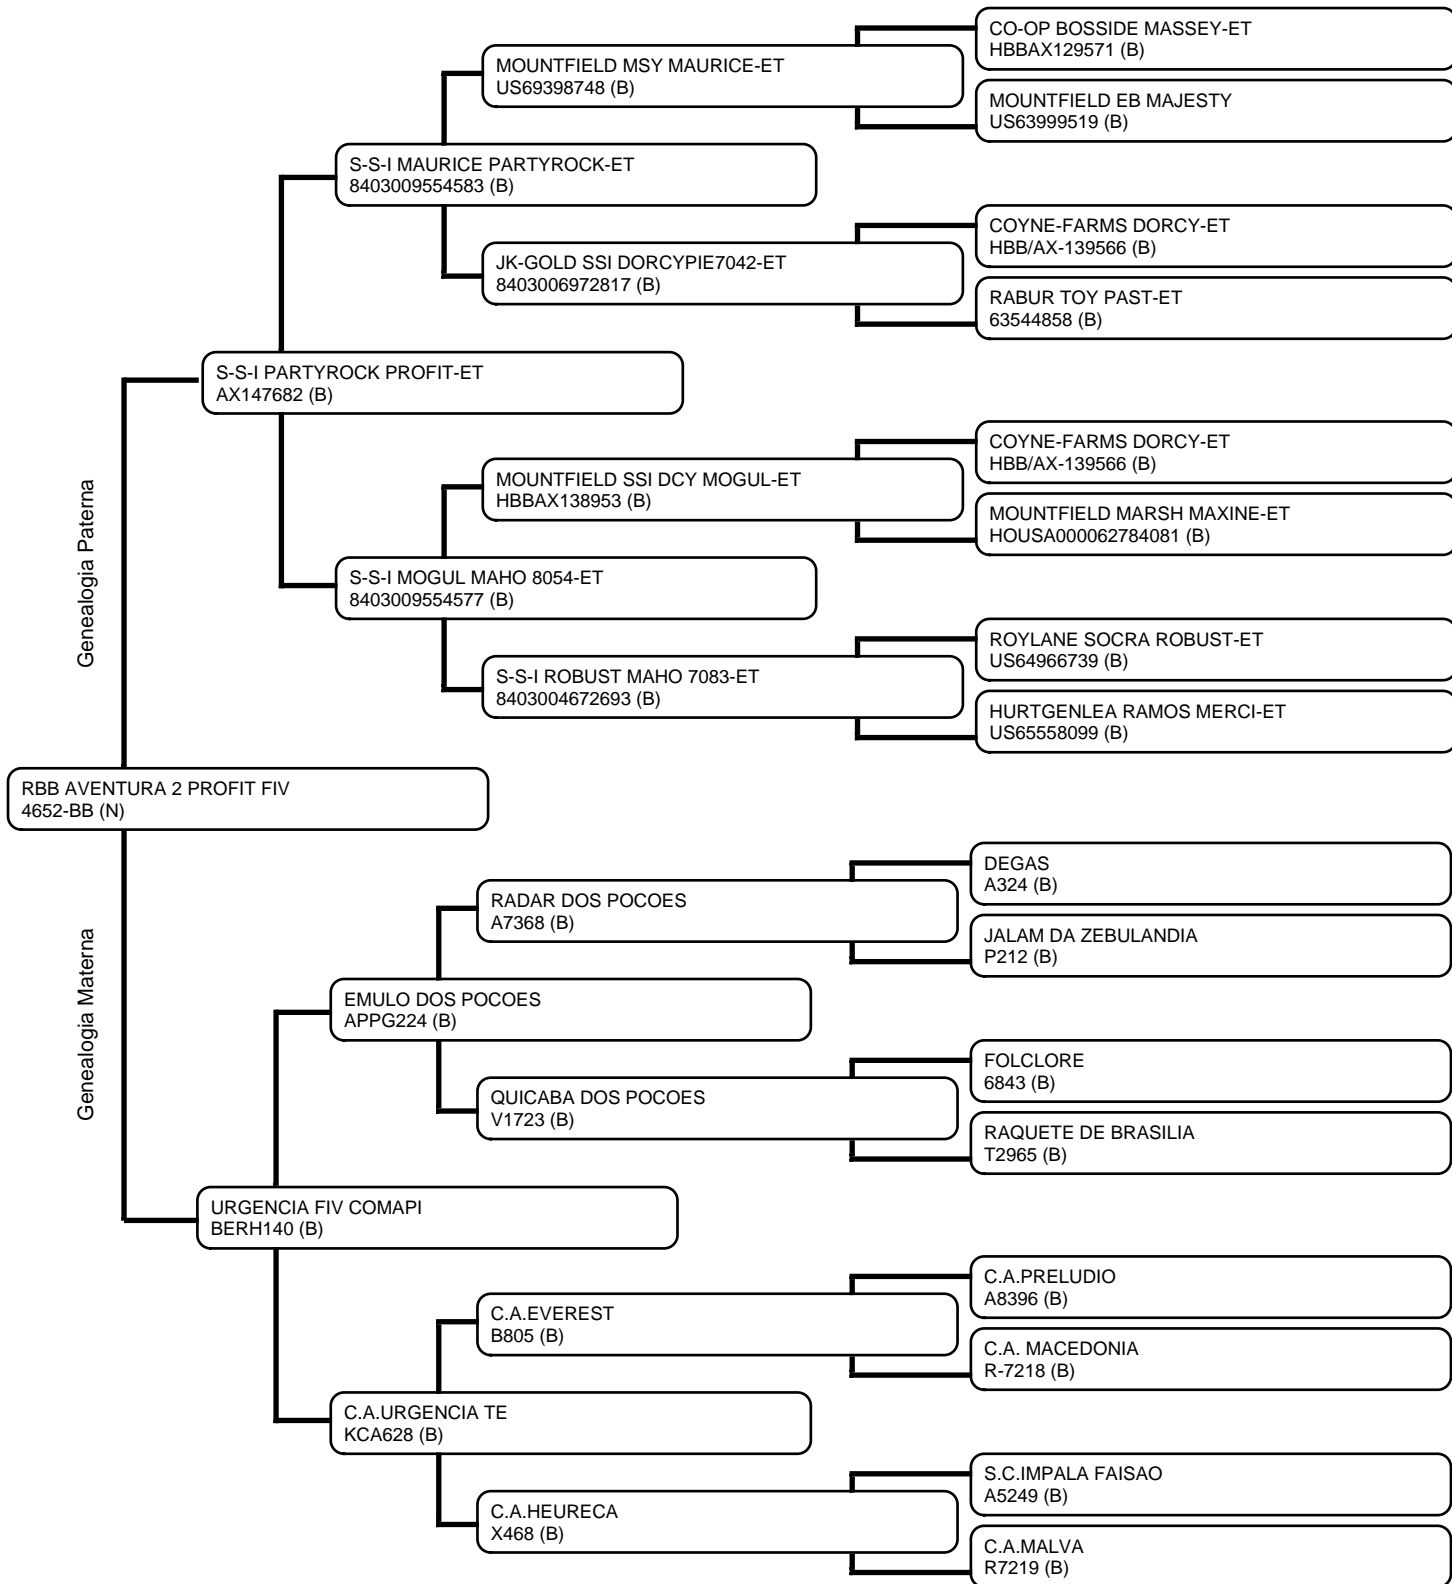 CO-OP BOSSIDE MASSEY-ET
HBBAX129571 (B)
MOUNTFIELD MSY MAURICE-ET
US69398748 (B)
MOUNTFIELD EB MAJESTY
US63999519 (B)
S-S-I MAURICE PARTYROCK-ET
8403009554583 (B)
COYNE-FARMS DORCY-ET
HBB/AX-139566 (B)
JK-GOLD SSI DORCYPIE7042-ET
8403006972817 (B)
RABUR TOY PAST-ET
63544858 (B)
S-S-I PARTYROCK PROFIT-ET
AX147682 (B)
COYNE-FARMS DORCY-ET
HBB/AX-139566 (B)
MOUNTFIELD SSI DCY MOGUL-ET
HBBAX138953 (B)
MOUNTFIELD MARSH MAXINE-ET
HOUSA000062784081 (B)
Genealogia Paterna
S-S-I MOGUL MAHO 8054-ET
8403009554577 (B)
ROYLANE SOCRA ROBUST-ET
US64966739 (B)
S-S-I ROBUST MAHO 7083-ET
8403004672693 (B)
HURTGENLEA RAMOS MERCI-ET
US65558099 (B)
RBB AVENTURA 2 PROFIT FIV
4652-BB (N)
DEGAS
A324 (B)
RADAR DOS POCOES
A7368 (B)
JALAM DA ZEBULANDIA
P212 (B)
Genealogia Materna
EMULO DOS POCOES
APPG224 (B)
FOLCLORE
6843 (B)
QUICABA DOS POCOES
V1723 (B)
RAQUETE DE BRASILIA
T2965 (B)
URGENCIA FIV COMAPI
BERH140 (B)
C.A.PRELUDIO
A8396 (B)
C.A.EVEREST
B805 (B)
C.A. MACEDONIA
R-7218 (B)
C.A.URGENCIA TE
KCA628 (B)
S.C.IMPALA FAISAO
A5249 (B)
C.A.HEURECA
X468 (B)
C.A.MALVA
R7219 (B)